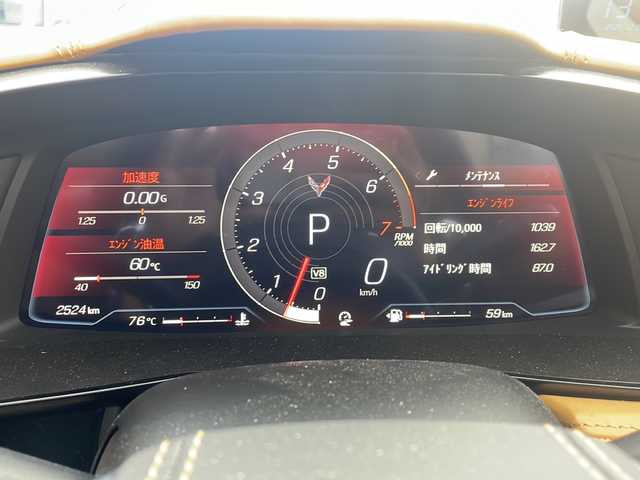 加速度
0.00G
1.25 0 1.25
エンジン油温
60℃
40 150
2524km
76℃
0 1 2 3 4 5 6 7
RPM
/1000
P
V8
0
km/h
メンテナンス
エンジンライフ
回転/10,000 1039
時間 162.7
ｱｲﾄﾞﾘﾝｸﾞ時間 87.0
59km